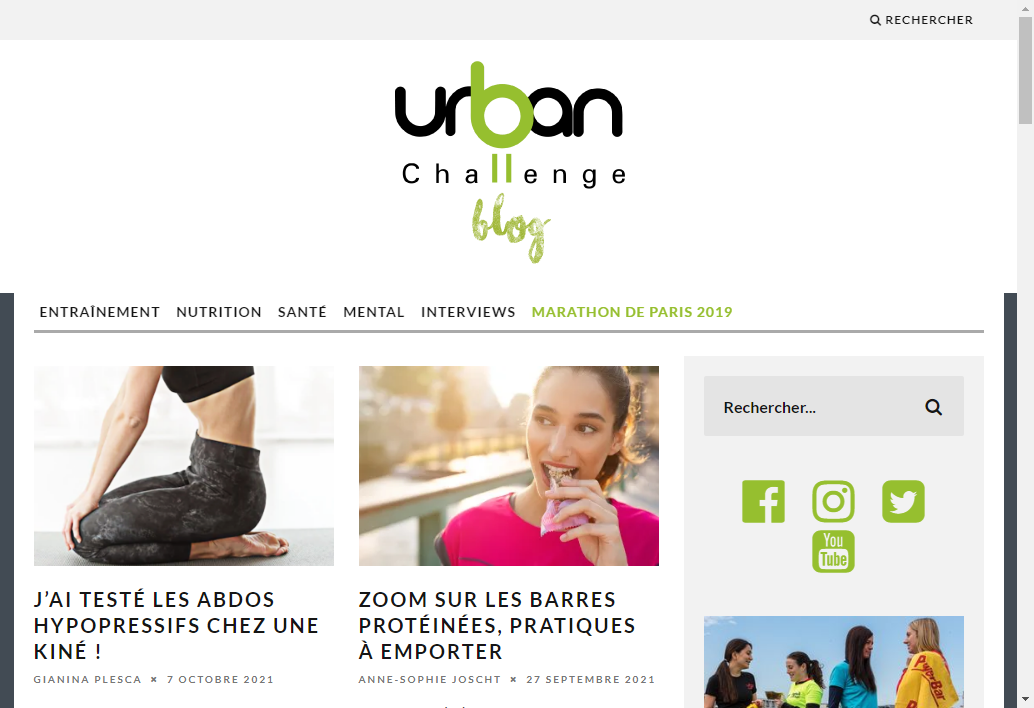 RECHERCHER
urban
Challenge
blog
ENTRAÎNEMENT NUTRITION SANTÉ MENTAL INTERVIEWS MARATHON DE PARIS 2019
Rechercher...
You
Tube
J'AI TESTÉ LES ABDOS
HYPOPRESSIFS CHEZ UNE
KINÉ !
GIANINA PLESCA × 7 OCTOBRE 2021
ZOOM SUR LES BARRES
PROTÉINÉES, PRATIQUES
À EMPORTER
ANNE-SOPHIE JOSCHT × 27 SEPTEMBRE 2021